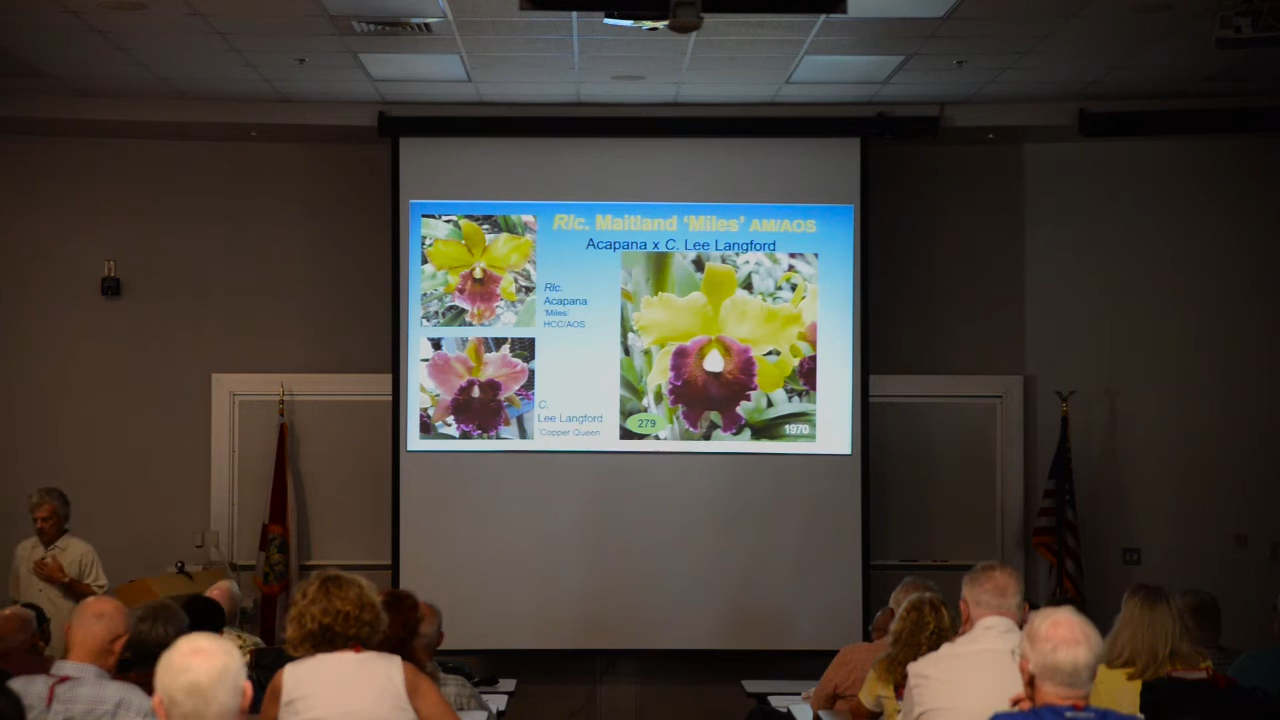 Rlc. Maitland ‘Miles’ AM/AOS
Acapana x C. Lee Langford
Rlc.
Acapana
'Miles'
HCC/AOS
C.
Lee Langford
'Copper Queen'
279
1970